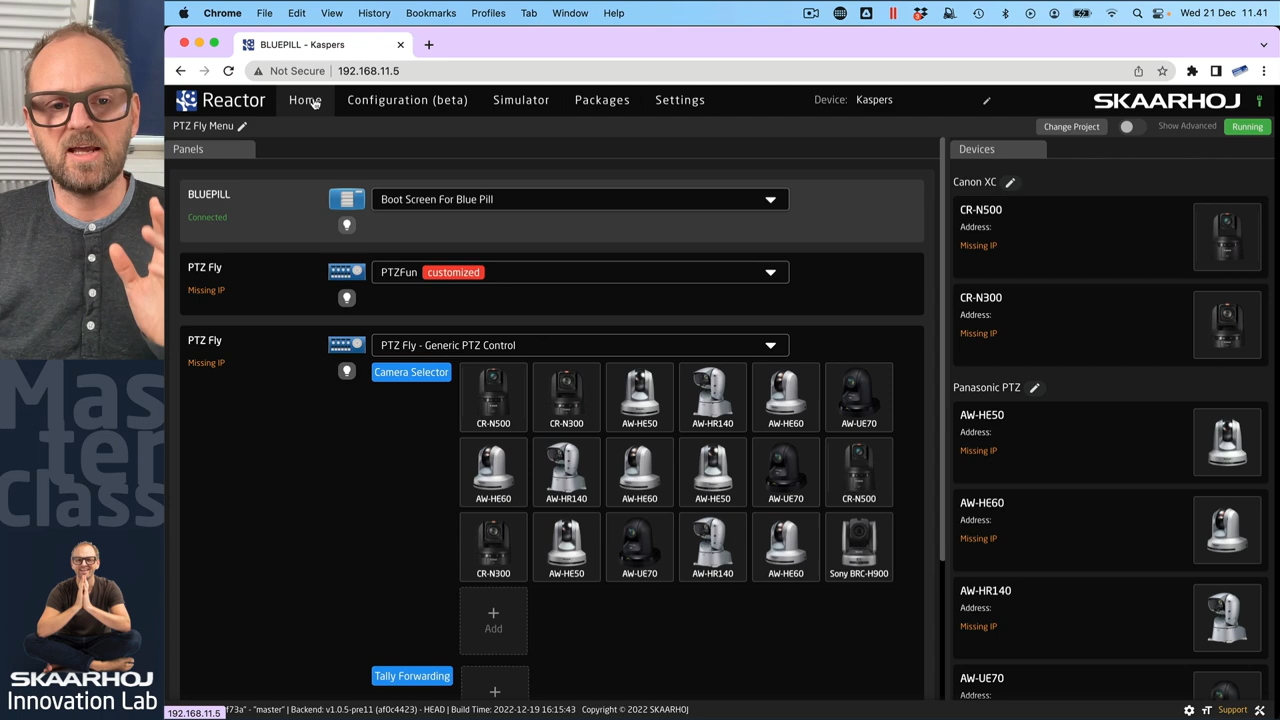 Chrome File Edit View History Bookmarks Profiles Tab Window Help Wed 21 Dec 11.41
BLUEPILL - Kaspers
Not Secure 192.168.11.5
Reactor Home Configuration (beta) Simulator Packages Settings Device: Kaspers SKAARHOJ
PTZ Fly Menu Change Project Show Advanced Running
Panels
Devices
BLUEPILL
Connected
Boot Screen For Blue Pill
PTZ Fly
Missing IP
PTZFun customized
PTZ Fly
Missing IP
PTZ Fly - Generic PTZ Control
Camera Selector
CR-N500 CR-N300 AW-HE50 AW-HR140 AW-HE60 AW-UE70
AW-HE60 AW-HR140 AW-HE60 AW-HE50 AW-UE70 CR-N500
CR-N300 AW-HE50 AW-UE70 AW-HR140 AW-HE60 Sony BRC-H900
+
Add
Tally Forwarding
+
Canon XC
CR-N500
Address:
Missing IP
CR-N300
Address:
Missing IP
Panasonic PTZ
AW-HE50
Address:
Missing IP
AW-HE60
Address:
Missing IP
AW-HR140
Address:
Missing IP
AW-UE70
Address:
Mas
ter
Class
SKAARHOJ
Innovation Lab
192.168.11.5
f73a" - "master" | Backend: v1.0.5-pre11 (af0c4423) - HEAD | Build Time: 2022-12-19 16:15:43 Copyright © 2022 SKAARHOJ
Support